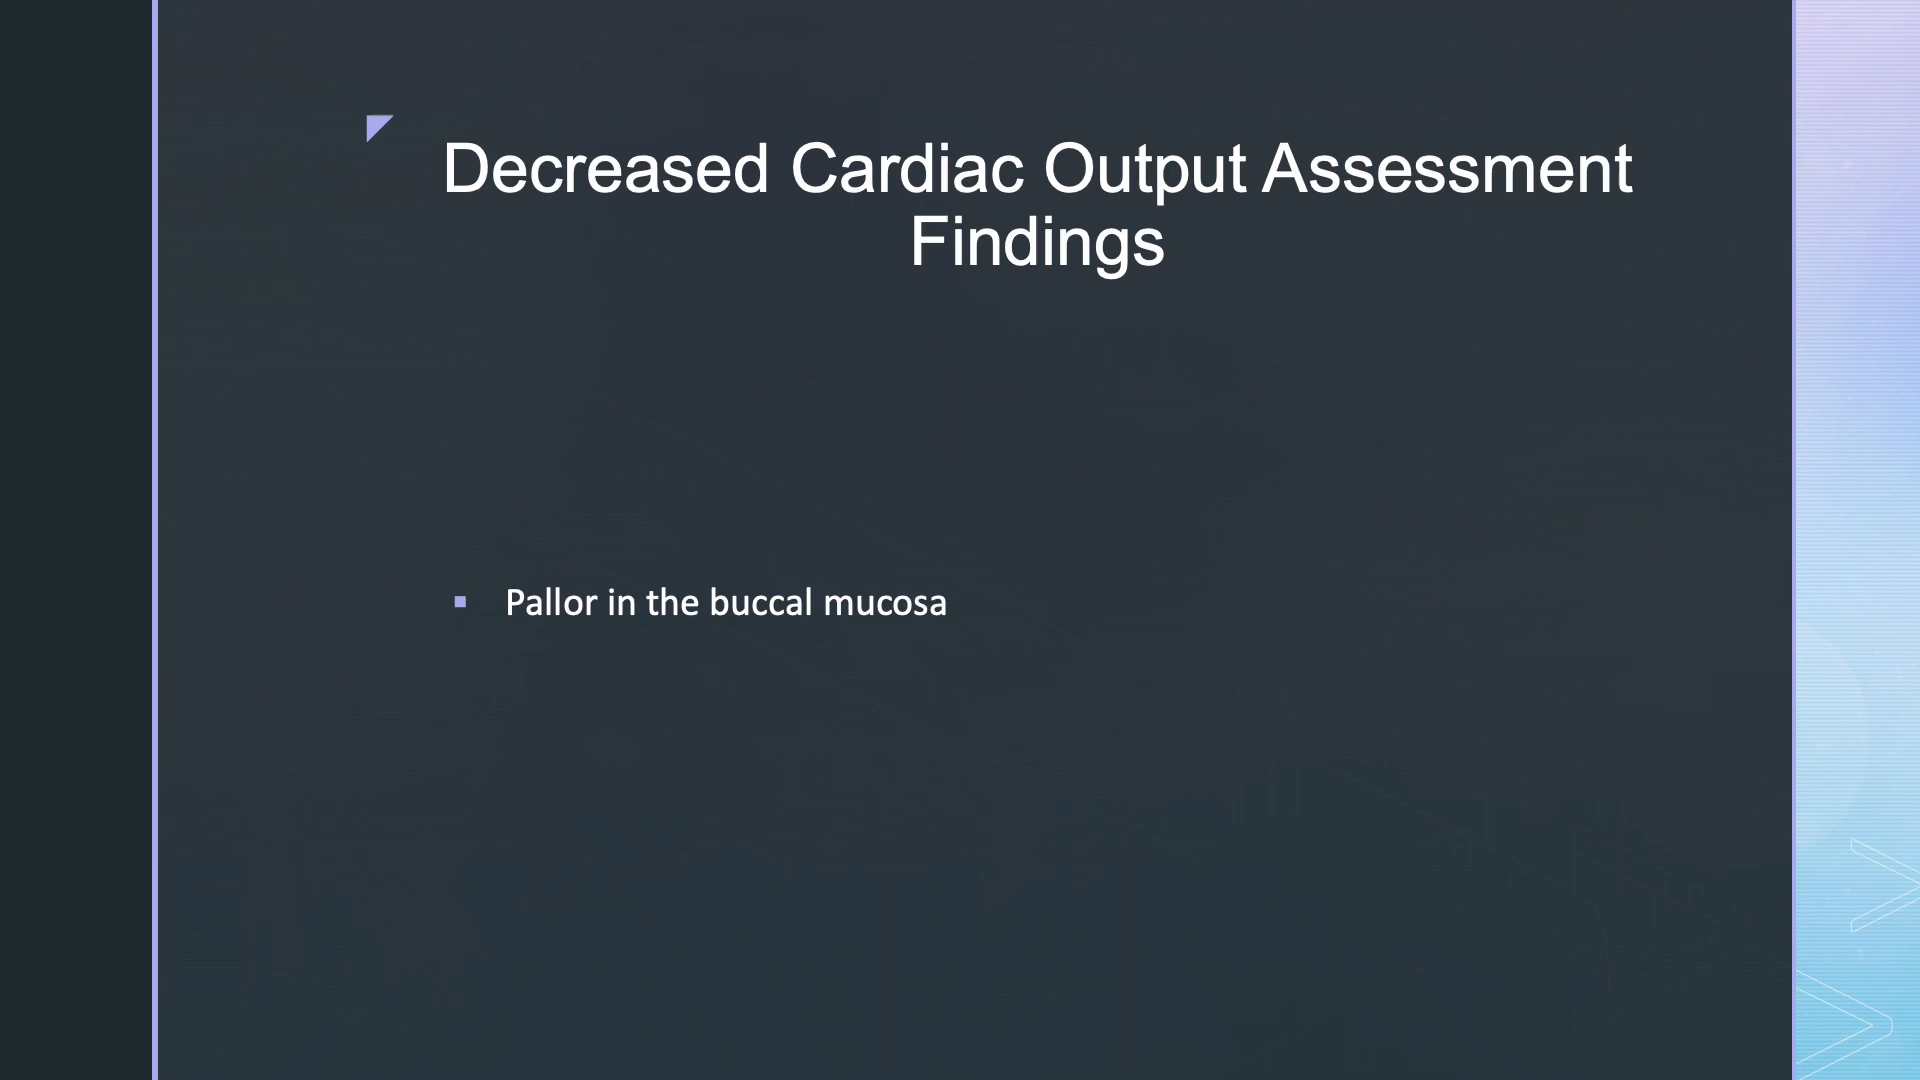 Decreased Cardiac Output Assessment
Findings
▪ Pallor in the buccal mucosa